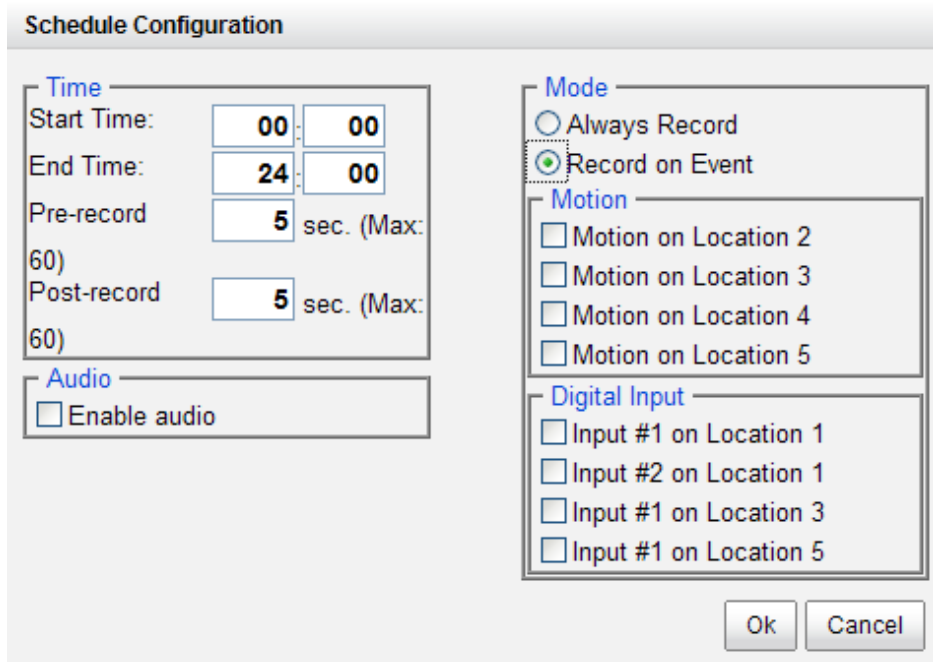 Schedule Configuration
Time
Start Time: 00 : 00
End Time: 24 : 00
Pre-record 5 sec. (Max:
60)
Post-record 5 sec. (Max:
60)
Audio
Enable audio
Mode
Always Record
Record on Event
Motion
Motion on Location 2
Motion on Location 3
Motion on Location 4
Motion on Location 5
Digital Input
Input #1 on Location 1
Input #2 on Location 1
Input #1 on Location 3
Input #1 on Location 5
Ok Cancel